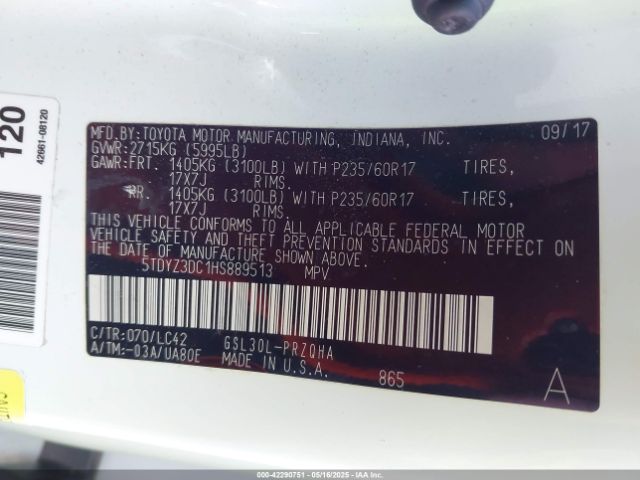 120
42661-08120
MFD.BY:TOYOTA MOTOR MANUFACTURING, INDIANA, INC. 09/17
GVWR:2715KG (5995LB)
GAWR:FRT. 1405KG (3100LB) WITH P235/60R17 TIRES,
17X7J RIMS.
RR. 1405KG (3100LB) WITH P235/60R17 TIRES,
17X7J RIMS.
THIS VEHICLE CONFORMS TO ALL APPLICABLE FEDERAL MOTOR
VEHICLE SAFETY AND THEFT PREVENTION STANDARDS IN EFFECT ON
THE DATE OF MANUFACTURE SHOWN ABOVE.
5TDYZ3DC1HS889513 MPV
C/TR:070/LC42 GSL30L-PRZQHA
A/TM:-03A/UA80E MADE IN U.S.A.
865
A
000-42290751 - 05/16/2025 - IAA Inc.